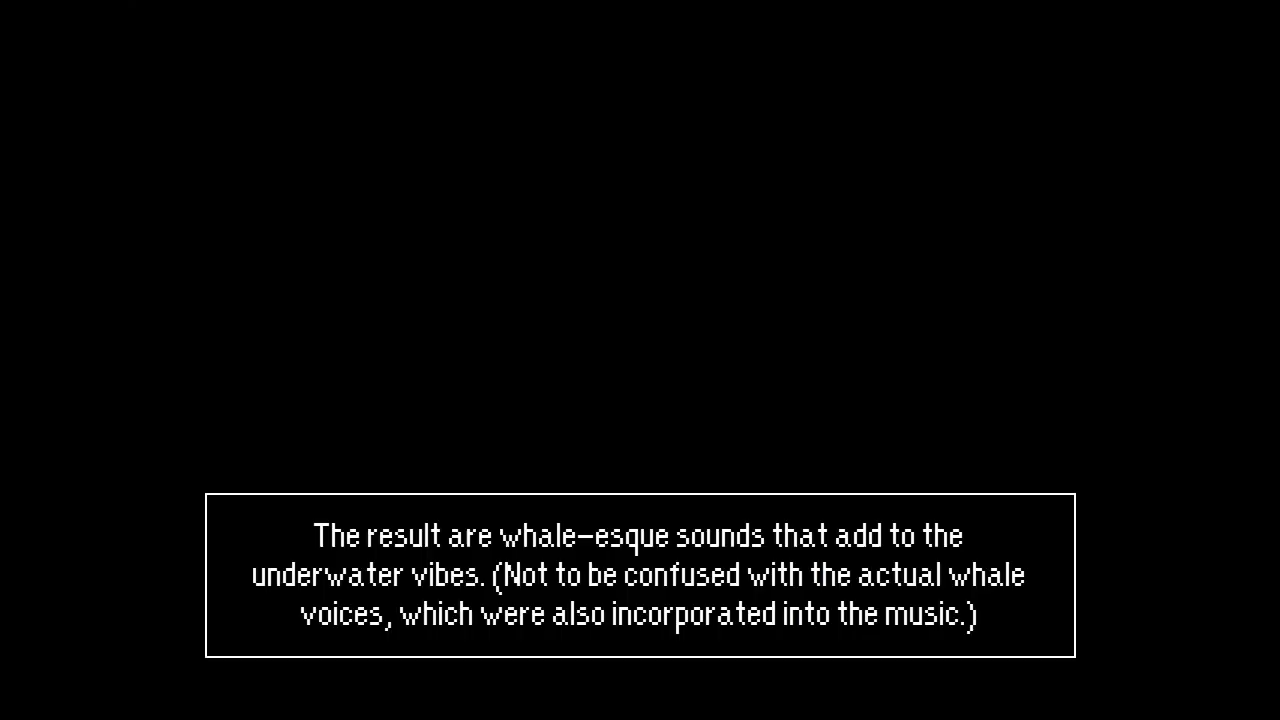 The result are whale-esque sounds that add to the
underwater vibes. (Not to be confused with the actual whale
voices, which were also incorporated into the music.)